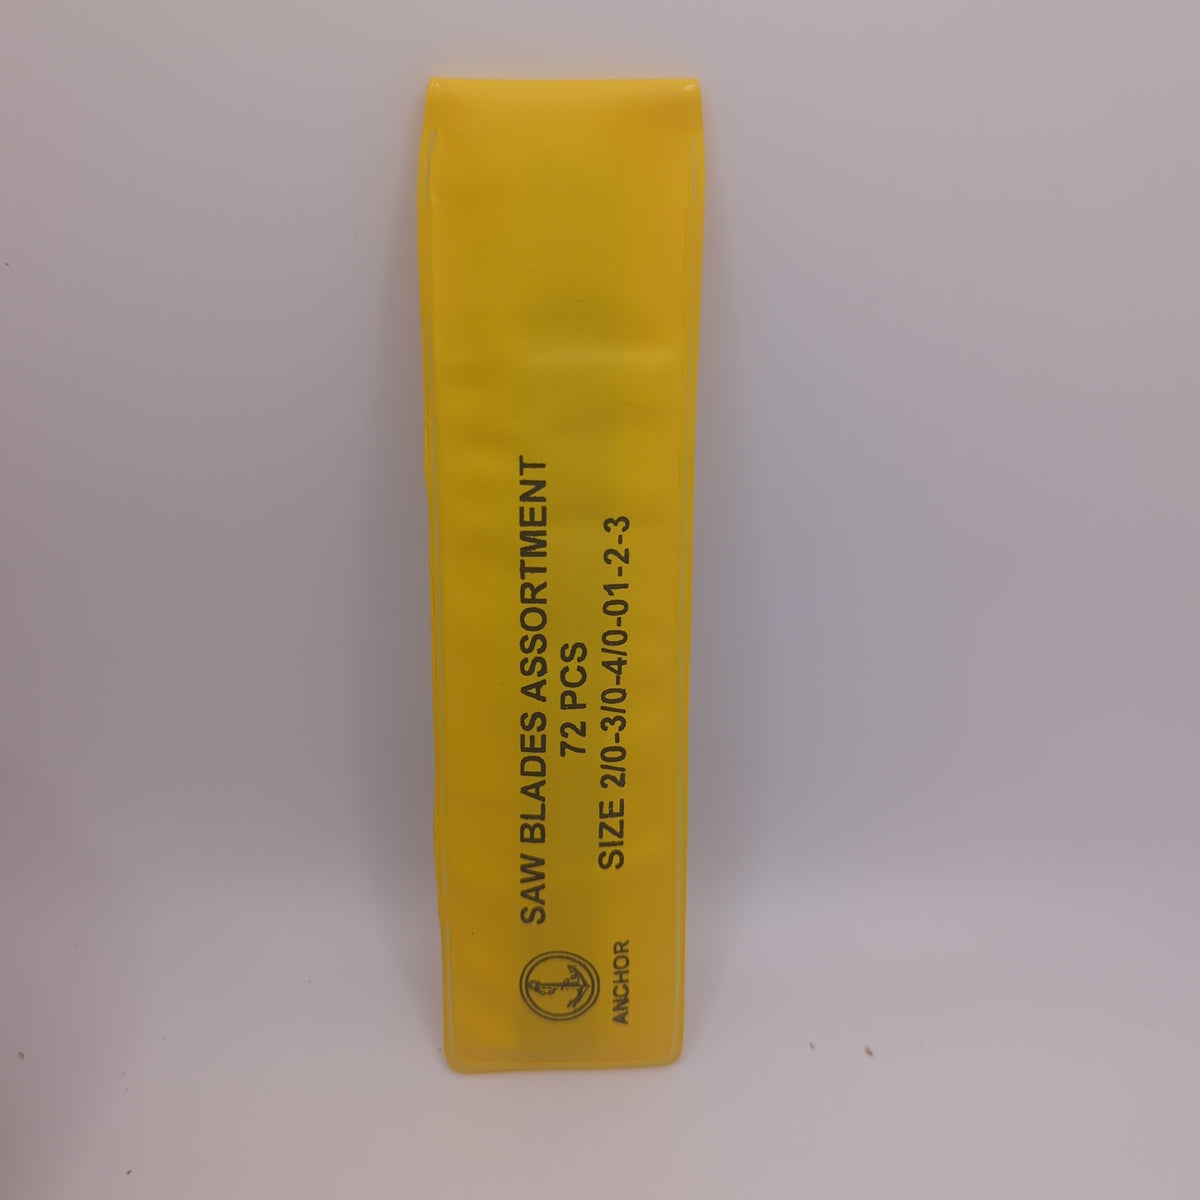 SAW BLADES ASSORTMENT
72 PCS
SIZE 2/0-3/0-4/0-01-2-3
ANCHOR